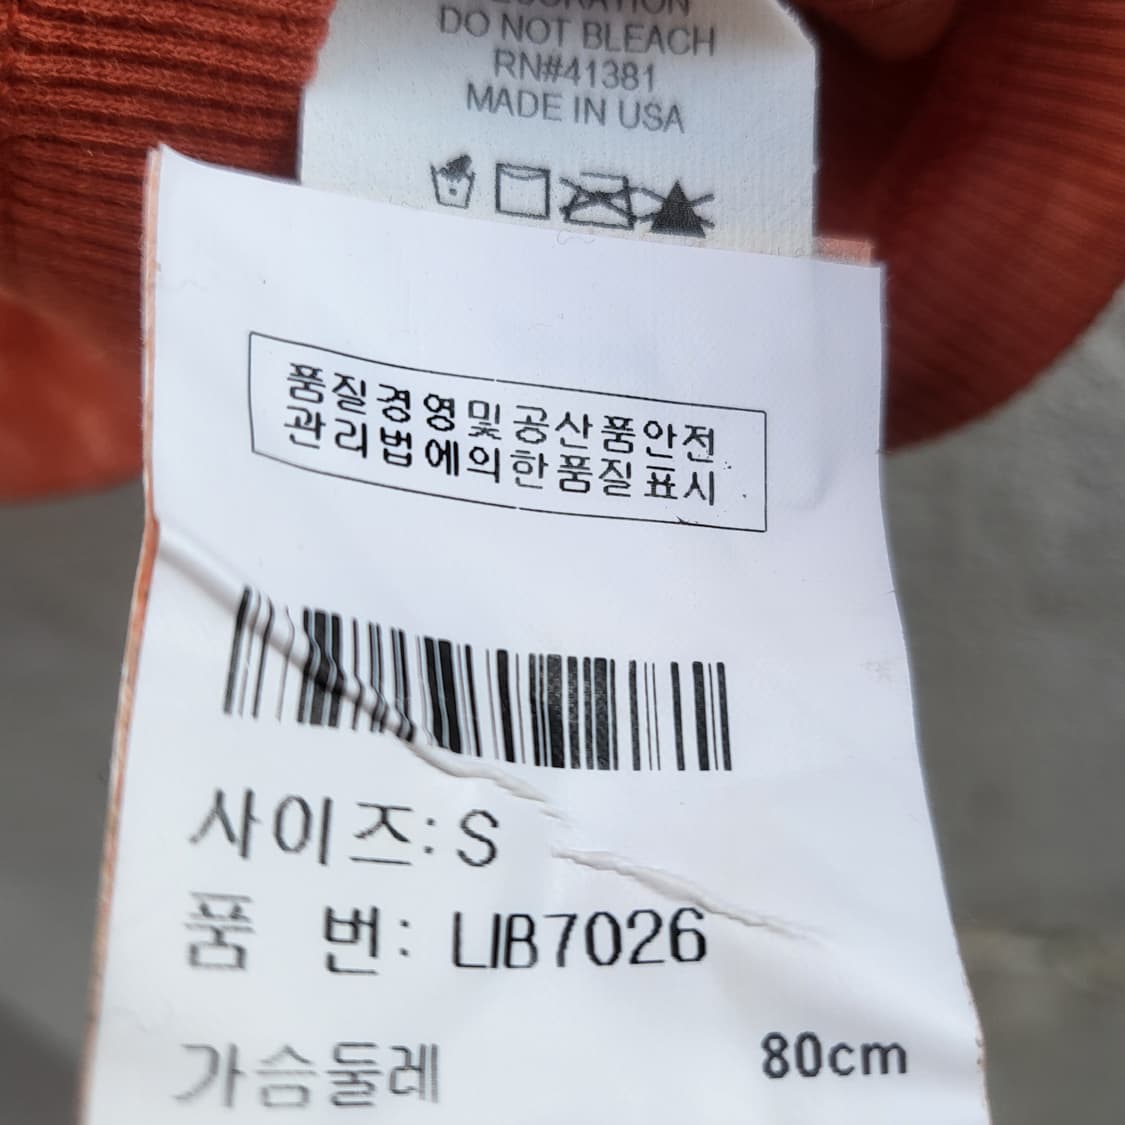 DO NOT BLEACH
RN#41381
MADE IN USA
품질경영및공산품안전
관리법에의한품질표시
사이즈: S
품 번: LIB7026
가슴둘레 80cm